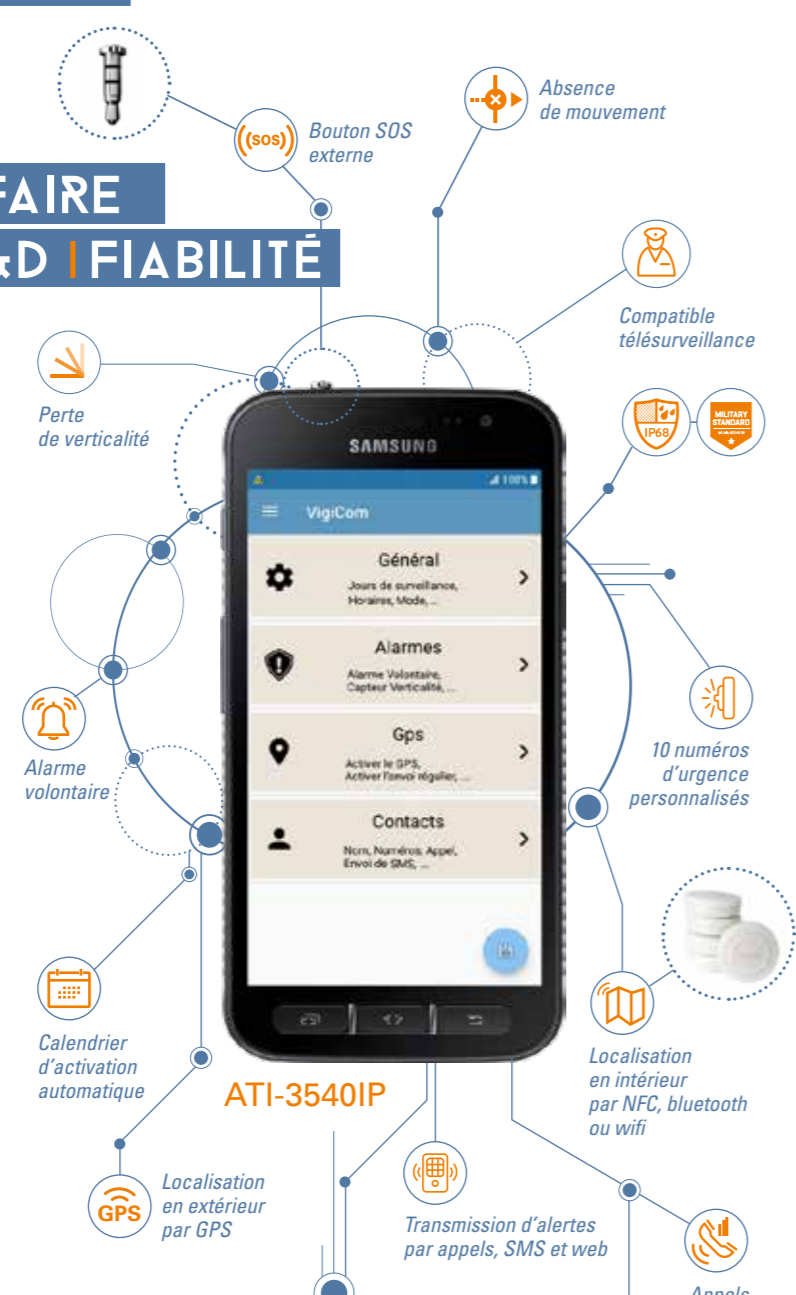 ((sos))
Bouton SOS
externe
Absence
de mouvement
FAIRE
&D | FIABILITÉ
Compatible
télésurveillance
Perte
de verticalité
IP68
MILITARY
STANDARD
SAMSUNG
100%
VigiCom
Général
Jours de surveillance,
Horaires, Mode, ...
Alarmes
Alarme Volontaire,
Capteur Verticalité, ...
Gps
Activer le GPS,
Activer l'envoi régulier, ...
Contacts
Nom, Numéros, Appel,
Envoi de SMS, ...
Alarme
volontaire
10 numéros
d'urgence
personnalisés
Calendrier
d'activation
automatique
ATI-3540IP
Localisation
en intérieur
par NFC, bluetooth
ou wifi
GPS
Localisation
en extérieur
par GPS
Transmission d'alertes
par appels, SMS et web
Appels